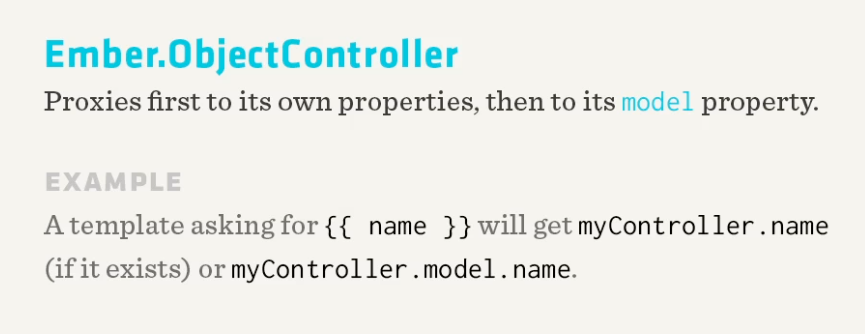 Ember.ObjectController
Proxies first to its own properties, then to its model property.
EXAMPLE
A template asking for {{ name }} will get myController.name
(if it exists) or myController.model.name.